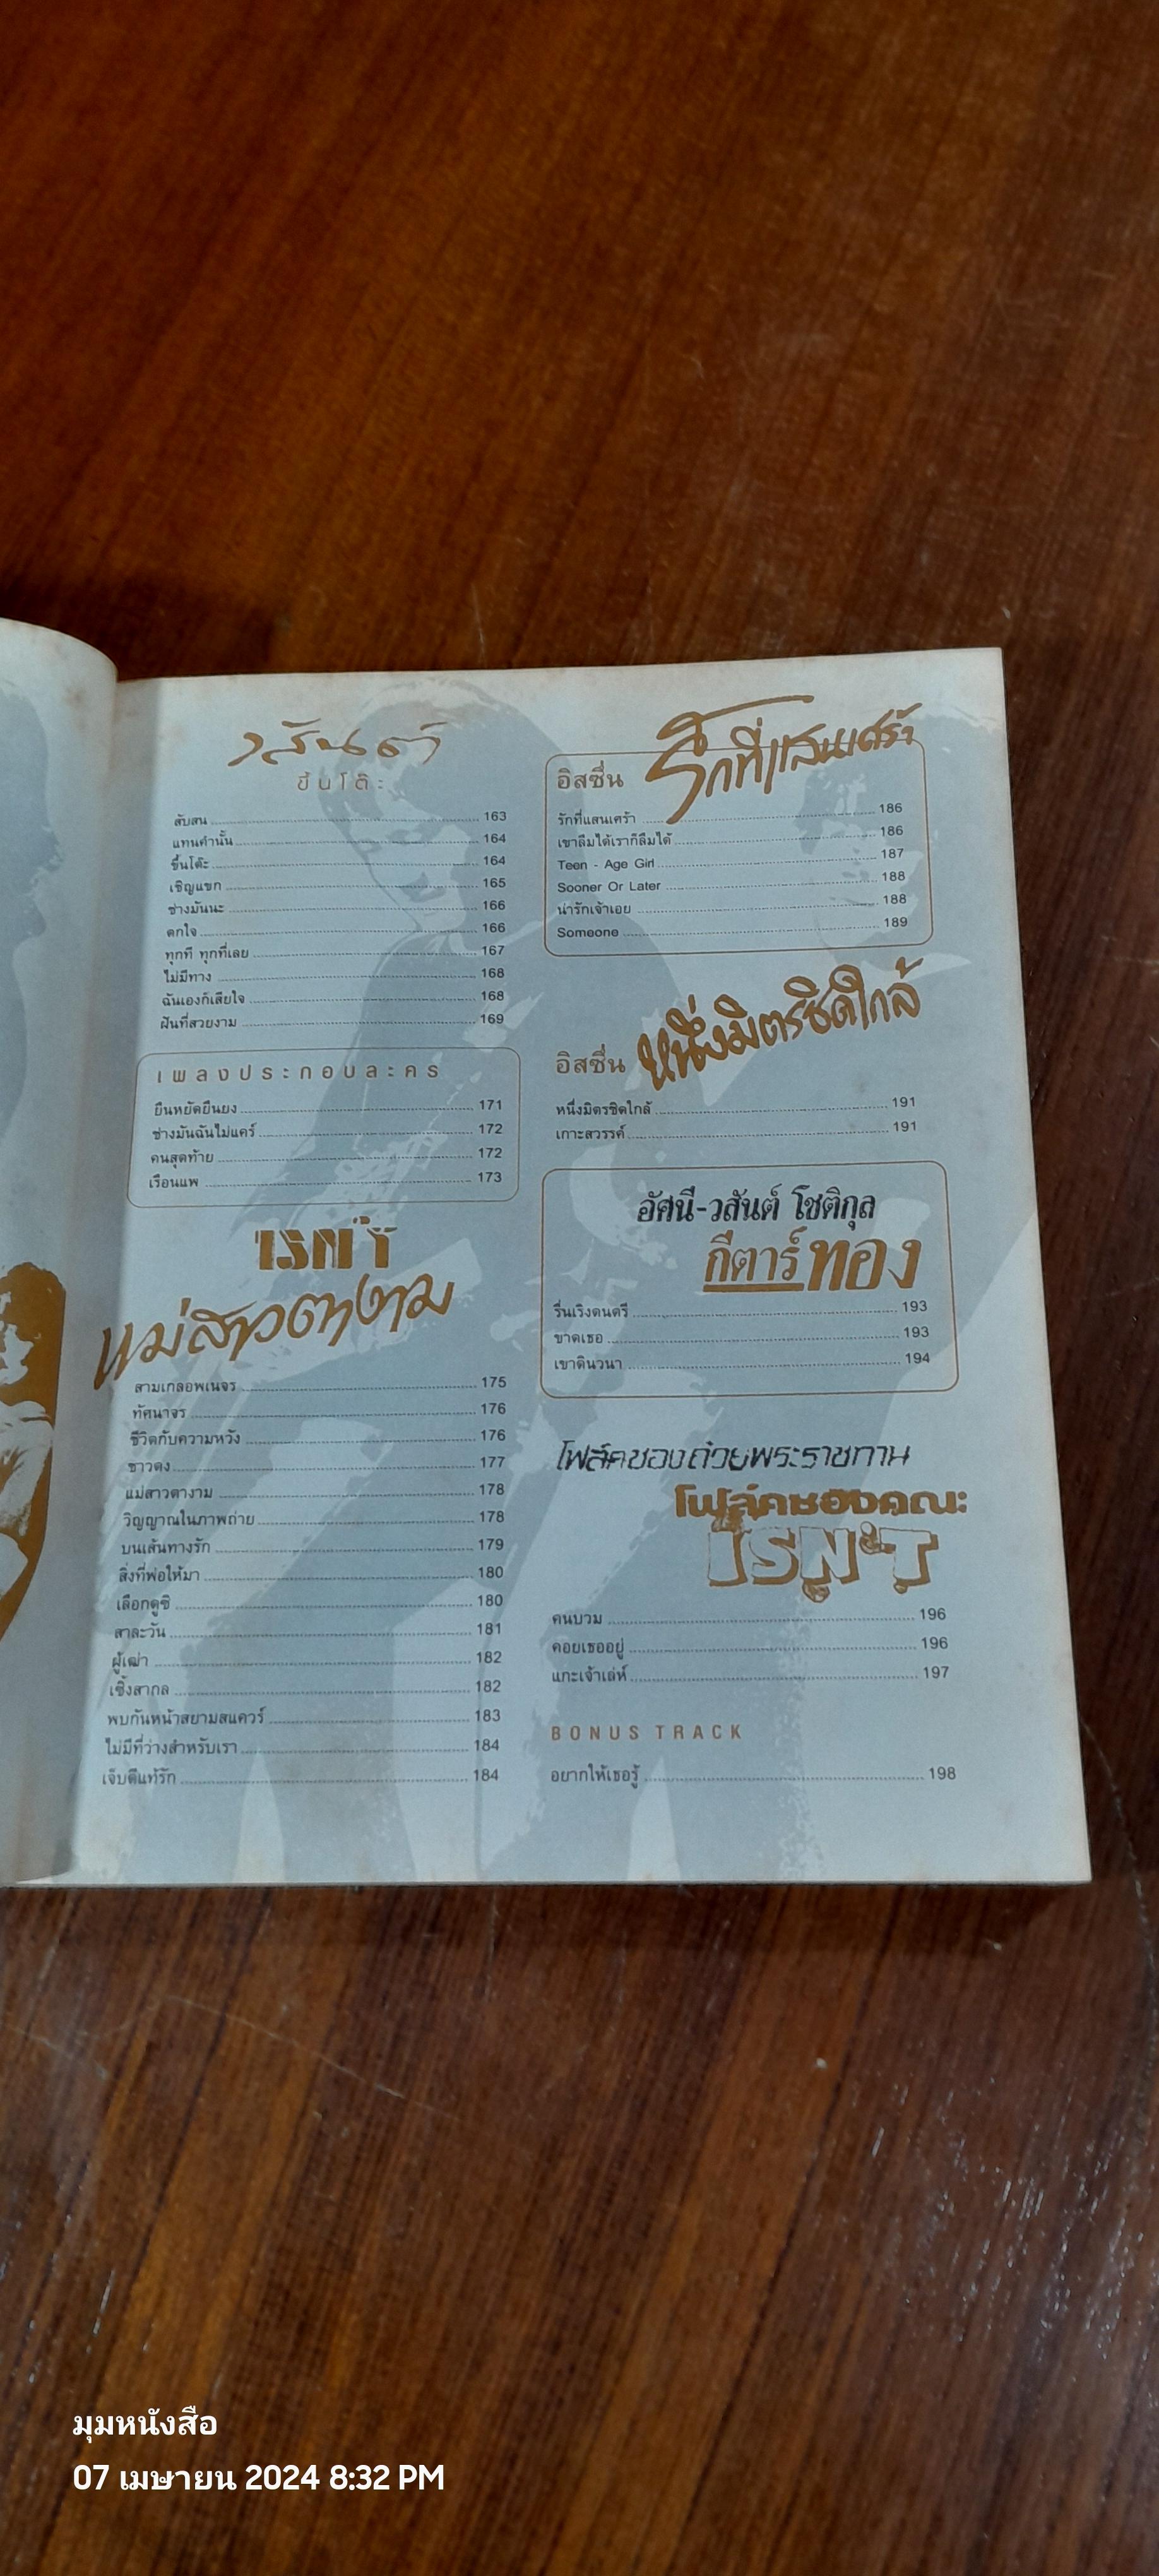 วสันต์
ขึ้นโต๊ะ
สับสน 163
แทนคำนั้น 164
ขึ้นโต๊ะ 164
เชิญแขก 165
ช่างมันนะ 166
ตกใจ 166
ทุกที ทุกที่เลย 167
ไม่มีทาง 168
ฉันเองก็เสียใจ 168
ฝันที่สวยงาม 169
เพลงประกอบละคร
ยืนหยัดยืนยง 171
ช่างมันฉันไม่แคร์ 172
คนสุดท้าย 172
เรือนแพ 173
ISN'T
แม่สาวตางาม
สามเกลอพเนจร 175
ทัศนาจร 176
ชีวิตกับความหวัง 176
ชาวดง 177
แม่สาวตางาม 178
วิญญาณในภาพถ่าย 178
บนเส้นทางรัก 179
สิ่งที่พ่อให้มา 180
เลือกดูซิ 180
สาละวัน 181
ผู้เฒ่า 182
เซิ้งสากล 182
พบกันหน้าสยามสแควร์ 183
ไม่มีที่ว่างสำหรับเรา 184
เจ็บดีแท้รัก 184
อิสซึ่น รักที่แสนเศร้า
รักที่แสนเศร้า 186
เขาลืมได้เราก็ลืมได้ 186
Teen - Age Girl 187
Sooner Or Later 188
น่ารักเจ้าเอย 188
Someone 189
อิสซึ่น หนึ่งมิตรชิดใกล้
หนึ่งมิตรชิดใกล้ 191
เกาะสวรรค์ 191
อัศนี-วสันต์ โชติกุล
กีตาร์ทอง
รื่นเริงดนตรี 193
ขาดเธอ 193
เขาดินวนา 194
โฟล์คซองถ้วยพระราชทาน
โฟล์คซองคณะ
ISN'T
คนบวม 196
คอยเธออยู่ 196
แกะเจ้าเล่ห์ 197
BONUS TRACK
อยากให้เธอรู้ 198
มุมหนังสือ
07 เมษายน 2024 8:32 PM